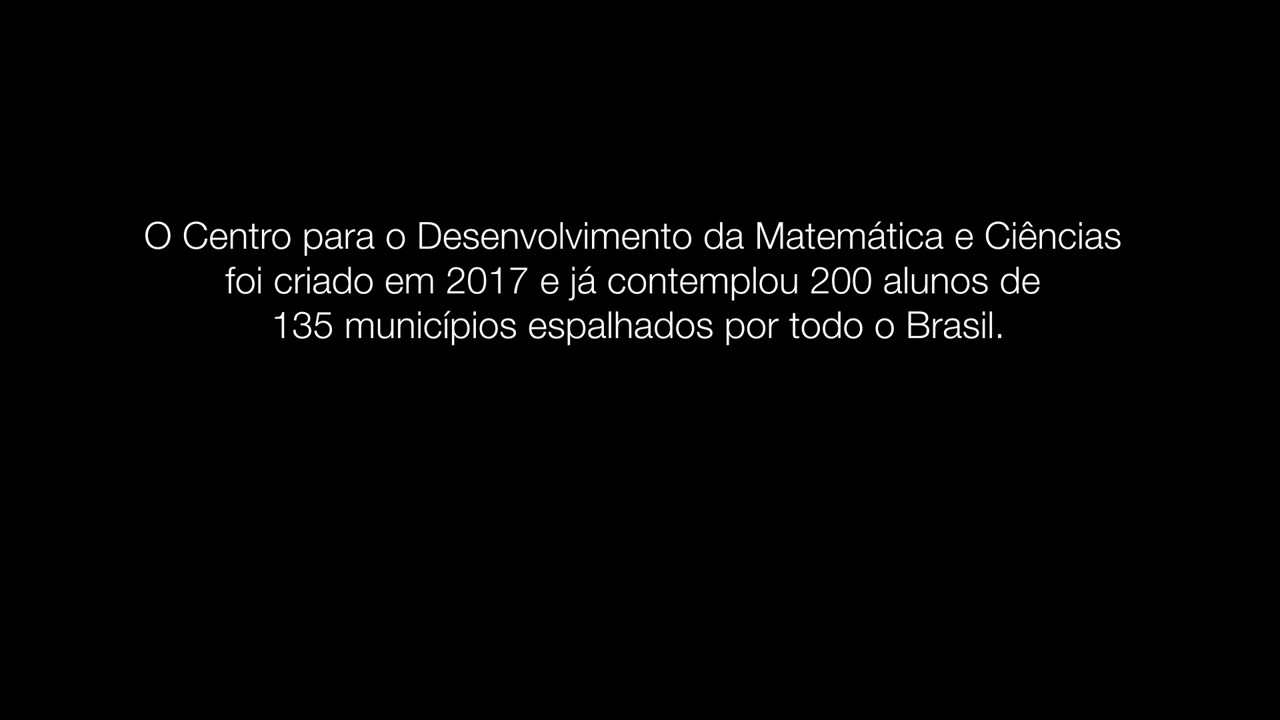 O Centro para o Desenvolvimento da Matemática e Ciências
foi criado em 2017 e já contemplou 200 alunos de
135 municípios espalhados por todo o Brasil.